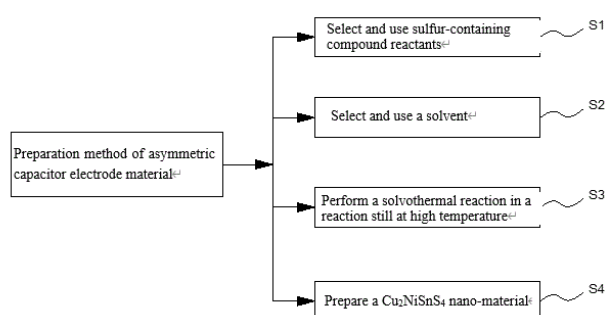 Select and use sulfur-containing
compound reactants↵
S1
Select and use a solvent↵
S2
Preparation method of asymmetric
capacitor electrode material↵
Perform a solvothermal reaction in a
reaction still at high temperature↵
S3
Prepare a Cu₂NiSnS₄ nano-material↵
S4